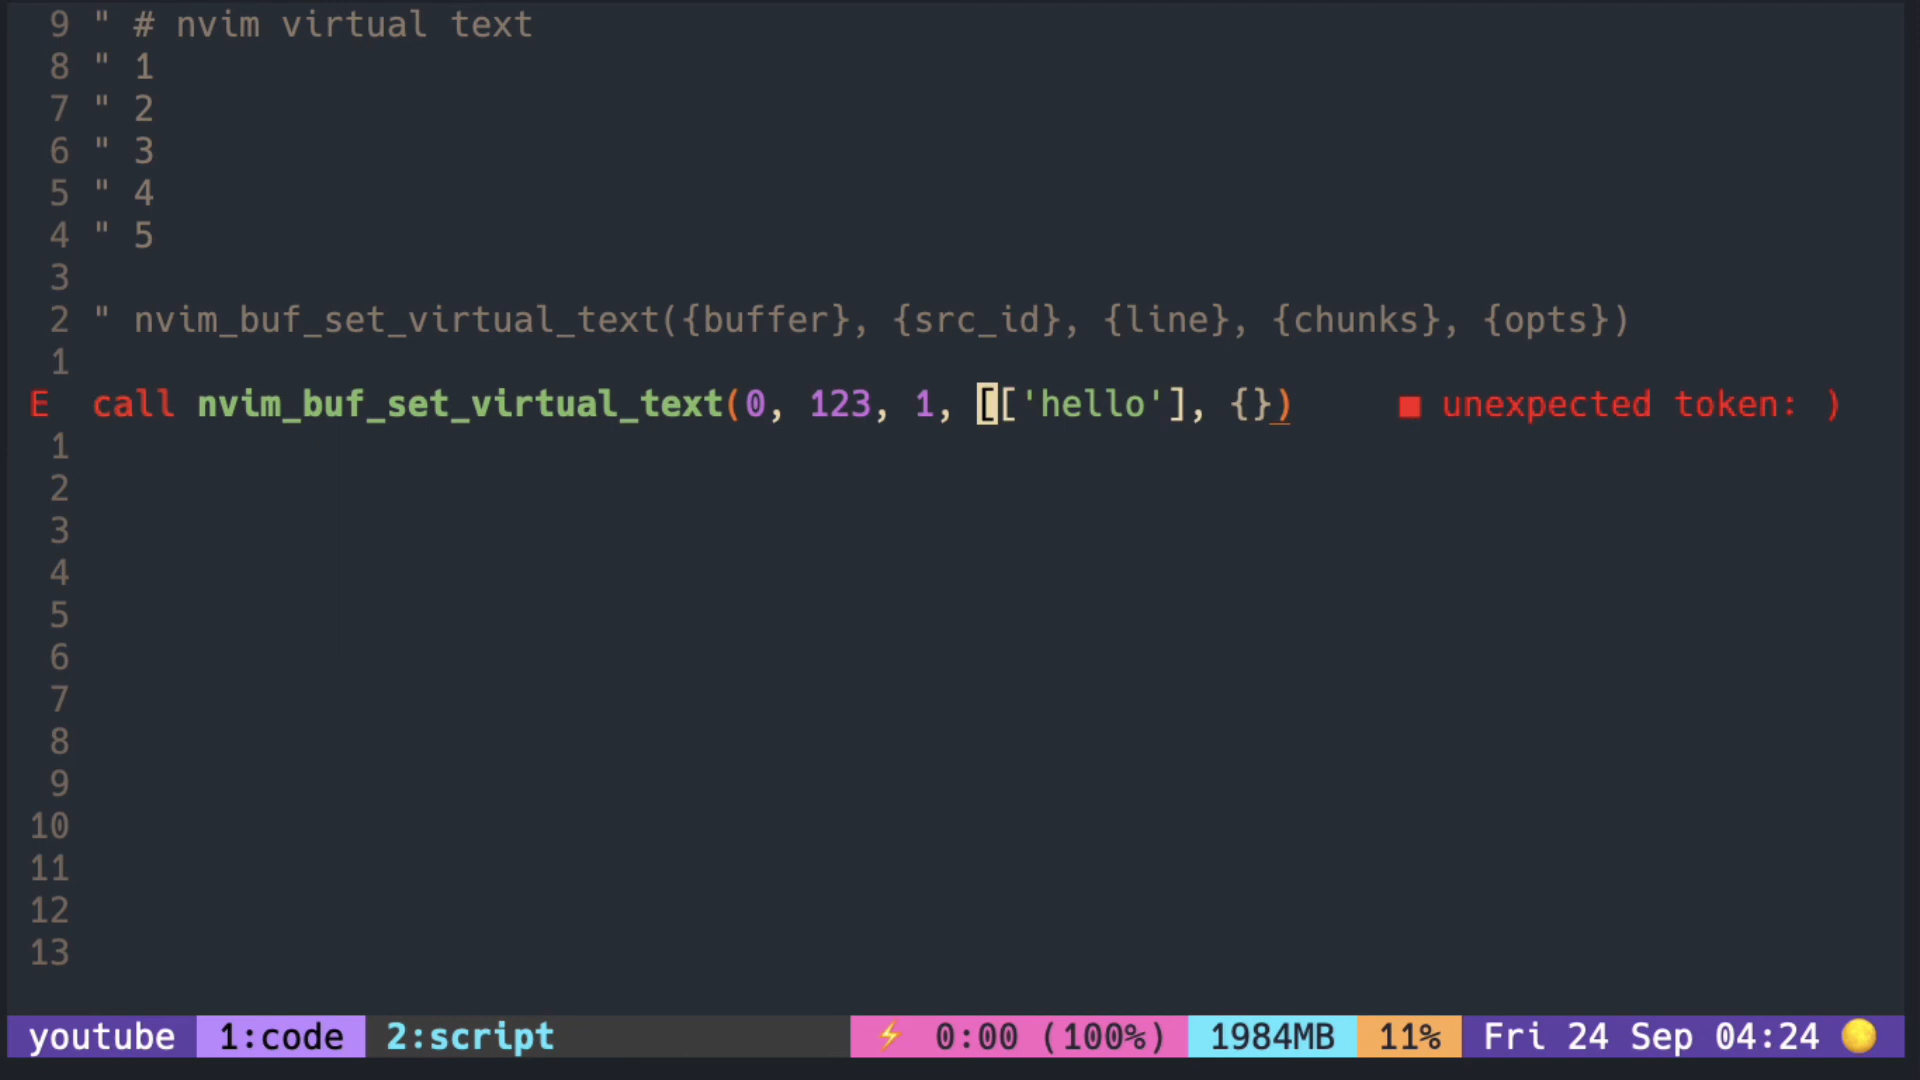 9 " # nvim virtual text
8 " 1
7 " 2
6 " 3
5 " 4
4 " 5
3
2 " nvim_buf_set_virtual_text({buffer}, {src_id}, {line}, {chunks}, {opts})
1
E call nvim_buf_set_virtual_text(0, 123, 1, [['hello'], {}) ■ unexpected token: )
1
2
3
4
5
6
7
8
9
10
11
12
13
youtube 1:code 2:script ⚡ 0:00 (100%) 1984MB 11% Fri 24 Sep 04:24